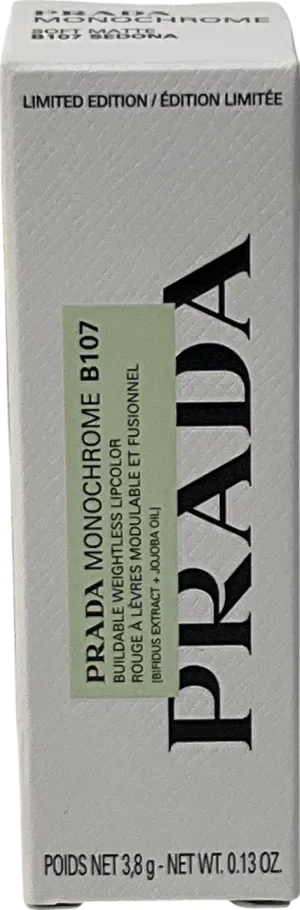 PRADA
MONOCHROME
SOFT MATTE
B107 SEDONA
LIMITED EDITION / ÉDITION LIMITÉE
PRADA
PRADA MONOCHROME B107
BUILDABLE WEIGHTLESS LIPCOLOR
ROUGE À LÈVRES MODULABLE ET FUSIONNEL
[BIFIDUS EXTRACT + JOJOBA OIL]
POIDS NET 3,8 g - NET WT. 0.13 OZ.